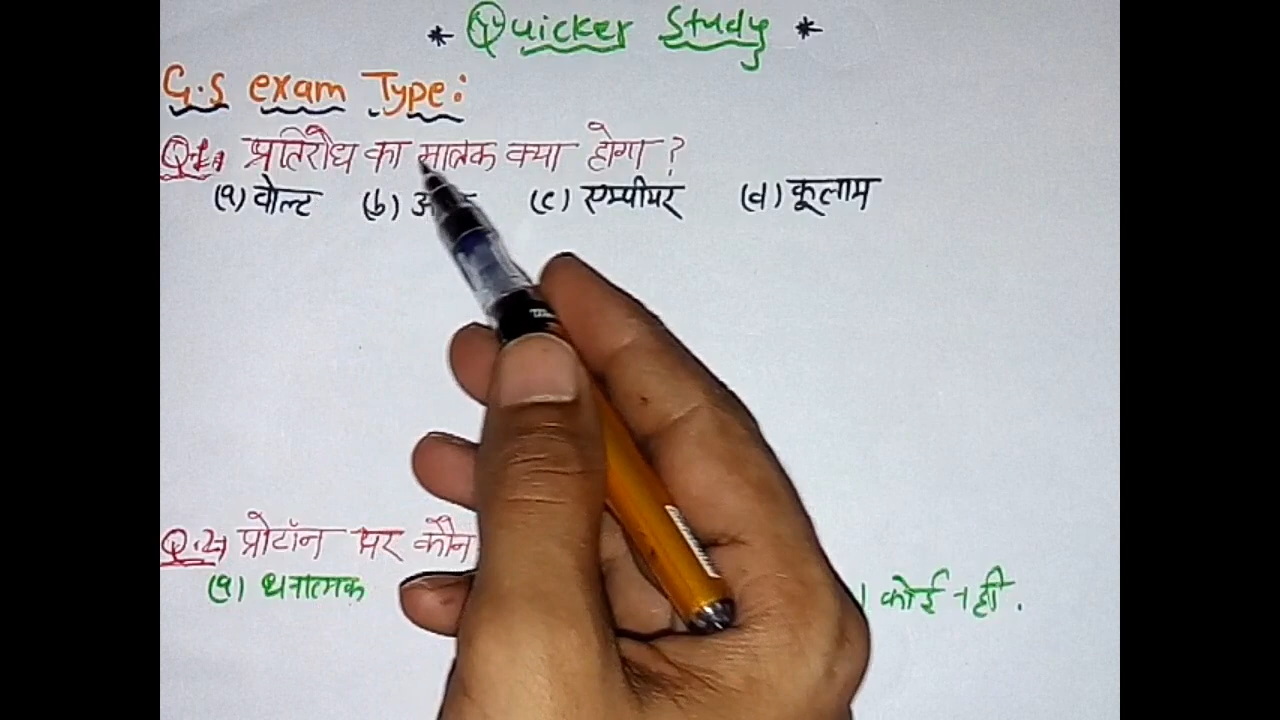 * Quicker Study *
G.S exam Type:
Q.1. प्रतिरोध का मात्रक क्या होगा ?
(a) वोल्ट (b) (c) एम्पीयर (d) कूलाम
Q.2. प्रोटॉन पर कौन
(a) धनात्मक कोई नही.